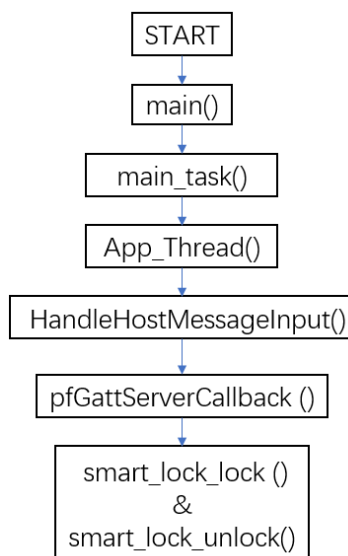 START
main()
main_task()
App_Thread()
HandleHostMessageInput()
pfGattServerCallback ()
smart_lock_lock ()
&
smart_lock_unlock()